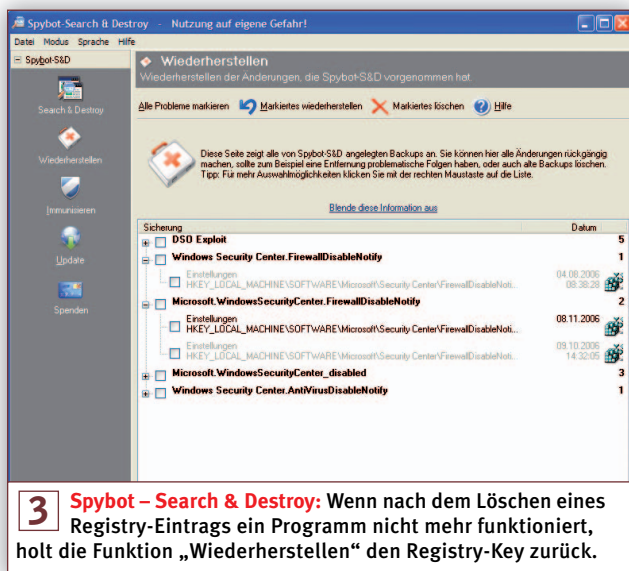 Spybot-Search & Destroy - Nutzung auf eigene Gefahr!
Datei Modus Sprache Hilfe
Spybot-S&D
Search & Destroy
Wiederherstellen
Immunisieren
Update
Spenden
Wiederherstellen
Wiederherstellen der Änderungen, die Spybot-S&D vorgenommen hat.
Alle Probleme markieren Markiertes wiederherstellen Markiertes löschen Hilfe
Diese Seite zeigt alle von Spybot-S&D angelegten Backups an. Sie können hier alle Änderungen rückgängig
machen, sollte zum Beispiel eine Entfernung problematische Folgen haben, oder auch alte Backups löschen.
Tipp: Für mehr Auswahlmöglichkeiten klicken Sie mit der rechten Maustaste auf die Liste.
Blende diese Information aus
Sicherung Datum
DSO Exploit 5
Windows Security Center.FirewallDisableNotify 1
Einstellungen 04.08.2006
HKEY_LOCAL_MACHINE\SOFTWARE\Microsoft\Security Center\FirewallDisableNoti... 08:38:28
Microsoft.WindowsSecurityCenter.FirewallDisableNotify 2
Einstellungen 08.11.2006
HKEY_LOCAL_MACHINE\SOFTWARE\Microsoft\Security Center\FirewallDisableNoti...
Einstellungen 09.10.2006
HKEY_LOCAL_MACHINE\SOFTWARE\Microsoft\Security Center\FirewallDisableNoti... 14:32:05
Microsoft.WindowsSecurityCenter_disabled 3
Windows Security Center.AntiVirusDisableNotify 1
3 Spybot – Search & Destroy: Wenn nach dem Löschen eines
Registry-Eintrags ein Programm nicht mehr funktioniert,
holt die Funktion „Wiederherstellen“ den Registry-Key zurück.